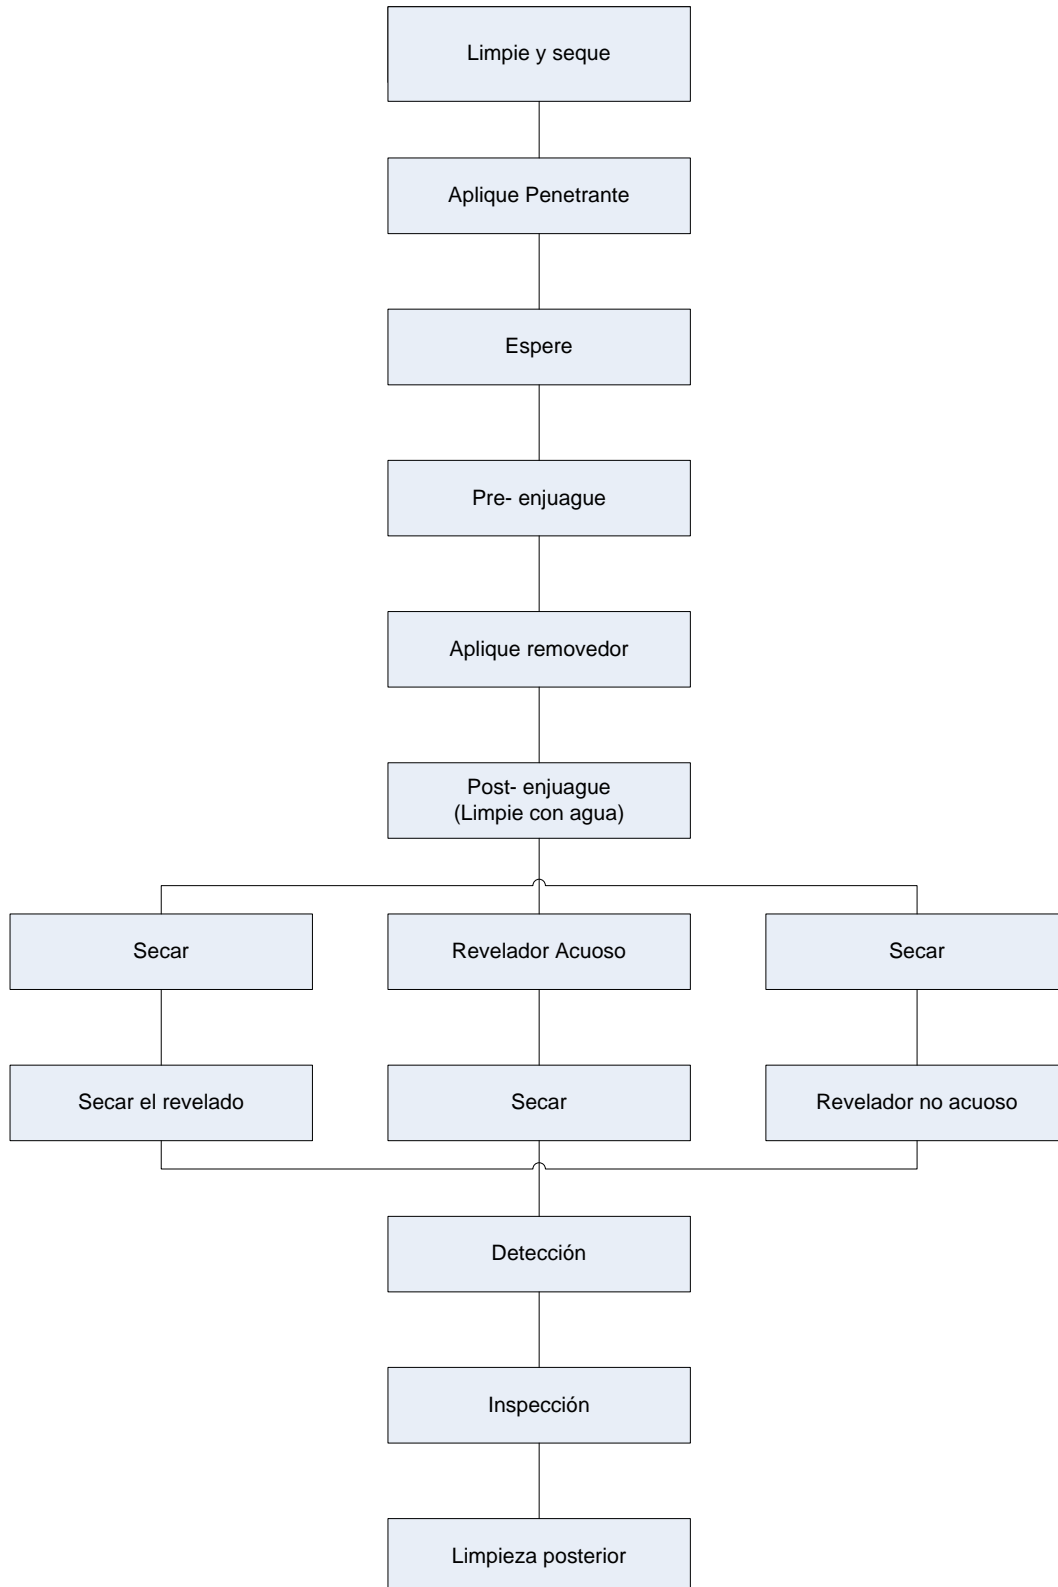 Limpie y seque
Aplique Penetrante
Espere
Pre- enjuague
Aplique removedor
Post- enjuague
(Limpie con agua)
Secar
Revelador Acuoso
Secar
Secar el revelado
Secar
Revelador no acuoso
Detección
Inspección
Limpieza posterior